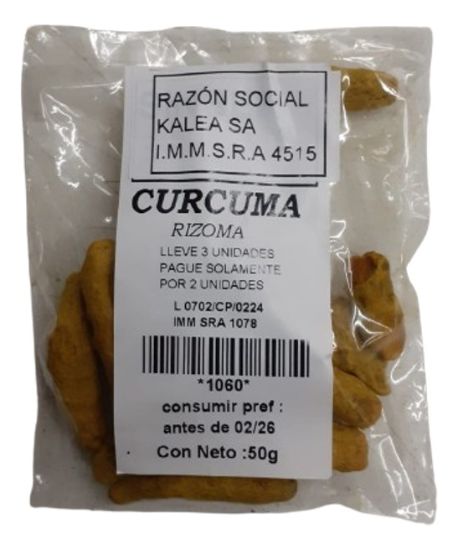 RAZÓN SOCIAL
KALEA SA
I.M.M.S.R.A 4515
CURCUMA
RIZOMA
LLEVE 3 UNIDADES
PAGUE SOLAMENTE
POR 2 UNIDADES
L 0702/CP/0224
IMM SRA 1078
*1060*
consumir pref :
antes de 02/26
Con Neto :50g